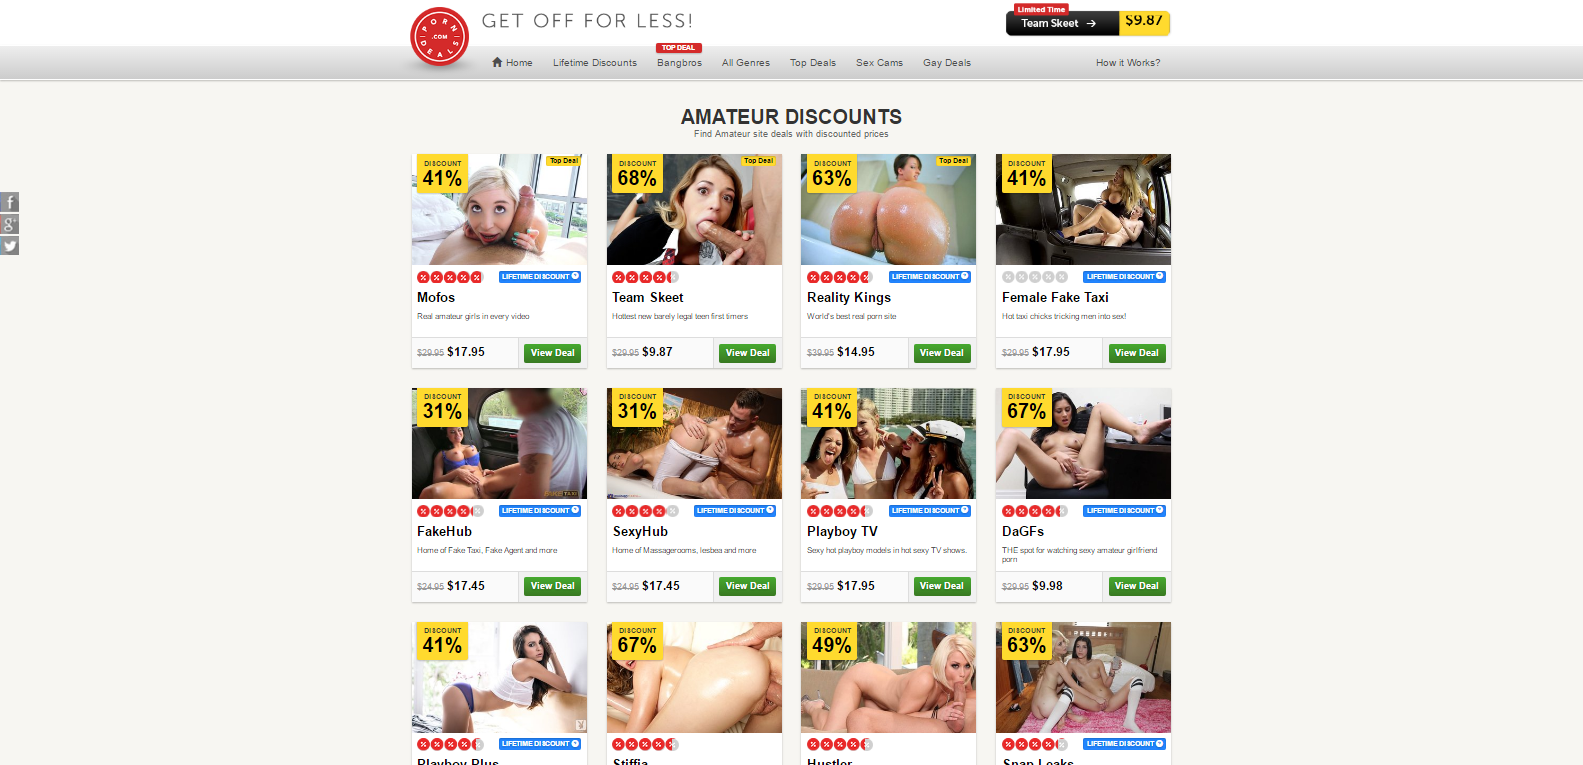 PORN
.COM
DEALS
GET OFF FOR LESS!
Limited Time
Team Skeet →
$9.87
TOP DEAL
Home
Lifetime Discounts
Bangbros
All Genres
Top Deals
Sex Cams
Gay Deals
How it Works?
AMATEUR DISCOUNTS
Find Amateur site deals with discounted prices
DISCOUNT
41%
Top Deal
LIFETIME DISCOUNT
Mofos
Real amateur girls in every video
$29.95 $17.95
View Deal
DISCOUNT
68%
Top Deal
Team Skeet
Hottest new barely legal teen first timers
$29.95 $9.87
View Deal
DISCOUNT
63%
Top Deal
LIFETIME DISCOUNT
Reality Kings
World's best real porn site
$39.95 $14.95
View Deal
DISCOUNT
41%
LIFETIME DISCOUNT
Female Fake Taxi
Hot taxi chicks tricking men into sex!
$29.95 $17.95
View Deal
DISCOUNT
31%
LIFETIME DISCOUNT
FakeHub
Home of Fake Taxi, Fake Agent and more
$24.95 $17.45
View Deal
DISCOUNT
31%
LIFETIME DISCOUNT
SexyHub
Home of Massagerooms, lesbea and more
$24.95 $17.45
View Deal
DISCOUNT
41%
LIFETIME DISCOUNT
Playboy TV
Sexy hot playboy models in hot sexy TV shows.
$29.95 $17.95
View Deal
DISCOUNT
67%
LIFETIME DISCOUNT
DaGFs
THE spot for watching sexy amateur girlfriend
porn
$29.95 $9.98
View Deal
DISCOUNT
41%
LIFETIME DISCOUNT
Playboy Plus
DISCOUNT
67%
Stiffia
DISCOUNT
49%
Hustler
DISCOUNT
63%
LIFETIME DISCOUNT
Snap Leaks